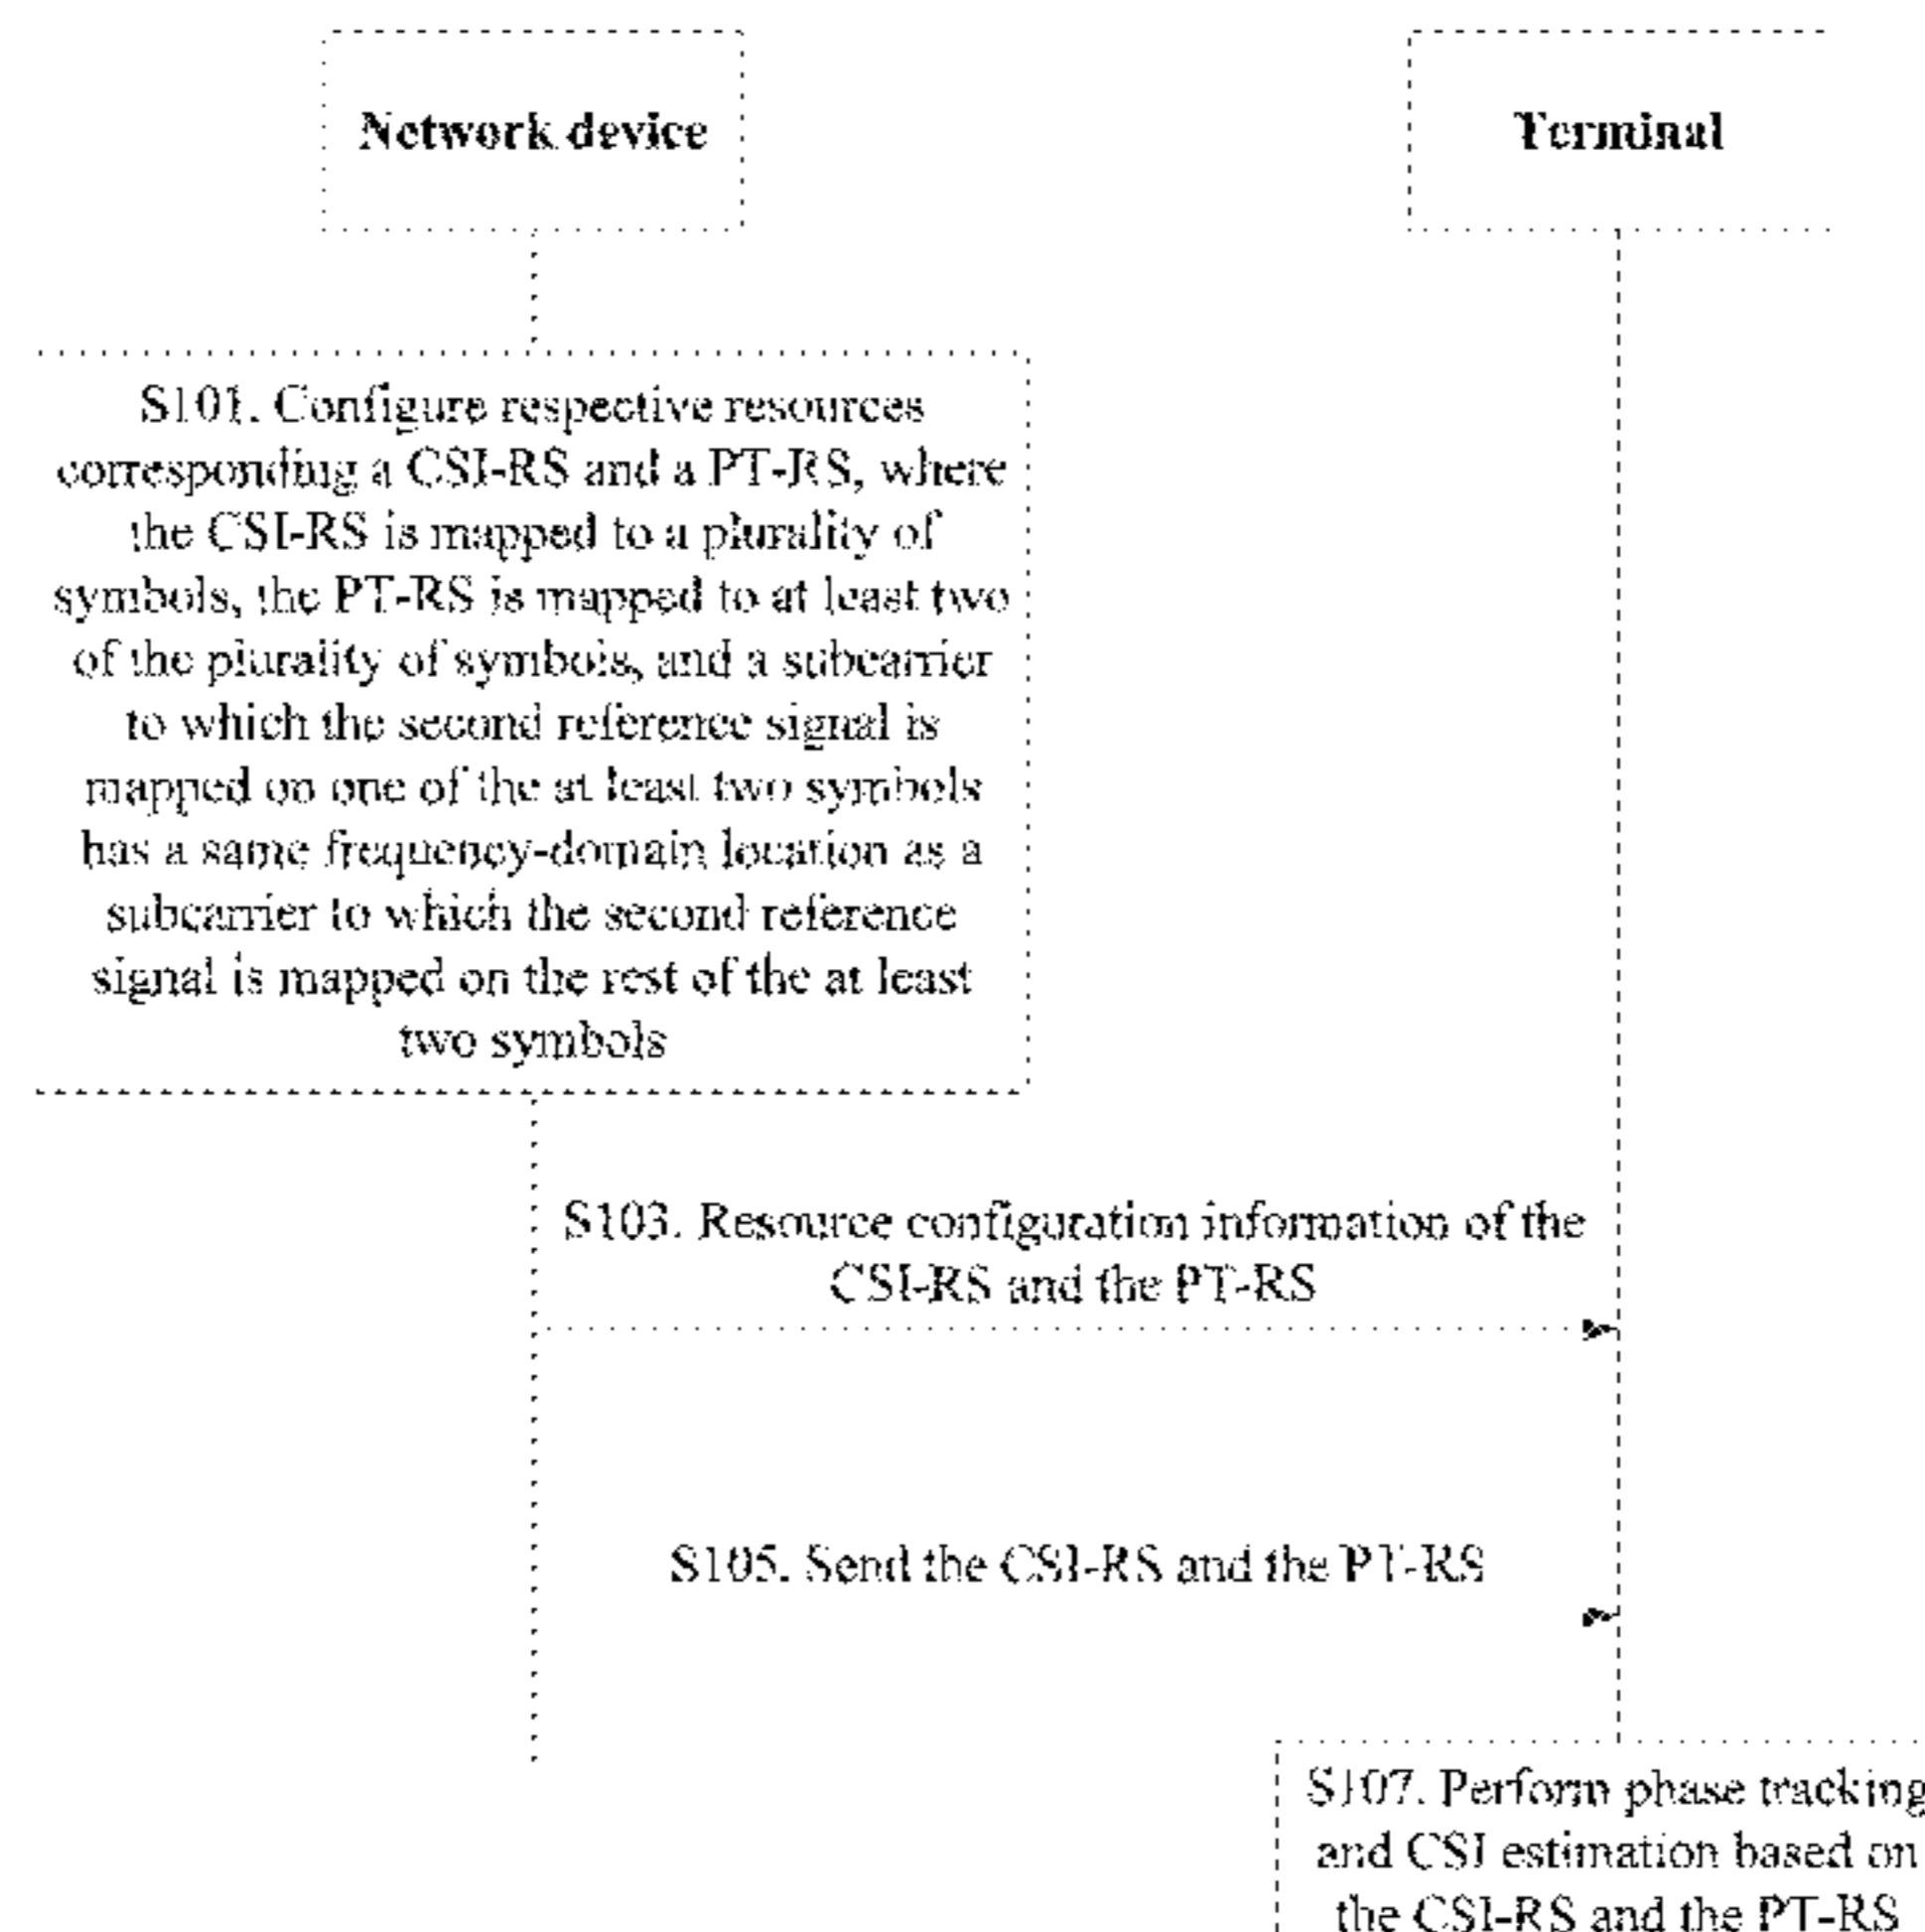 Network device
Terminal
S101. Configure respective resources
corresponding a CSI-RS and a PT-RS, where
the CSI-RS is mapped to a plurality of
symbols, the PT-RS is mapped to at least two
of the plurality of symbols, and a subcarrier
to which the second reference signal is
mapped on one of the at least two symbols
has a same frequency-domain location as a
subcarrier to which the second reference
signal is mapped on the rest of the at least
two symbols
S103. Resource configuration information of the
CSI-RS and the PT-RS
S105. Send the CSI-RS and the PT-RS
S107. Perform phase tracking
and CSI estimation based on
the CSI-RS and the PT-RS